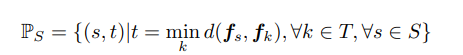 ℙ_S = {(s, t)|t = min_k d(𝒇_s, 𝒇_k), ∀k ∈ T, ∀s ∈ S}